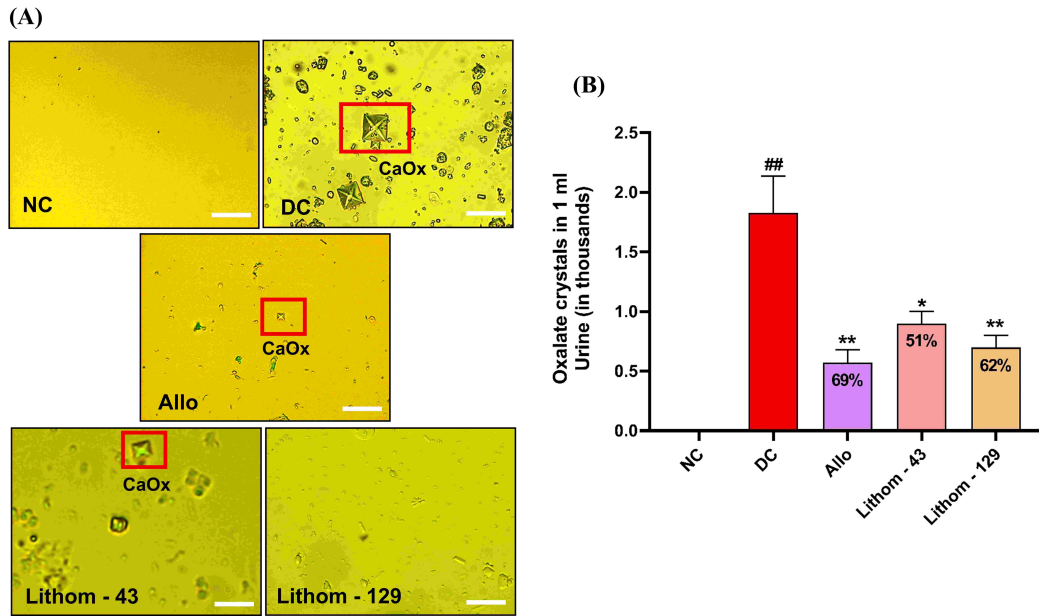 (A)
NC
DC
CaOx
Allo
CaOx
Lithom - 43
CaOx
Lithom - 129
(B)
Oxalate crystals in 1 ml
Urine (in thousands)
2.5
2.0
1.5
1.0
0.5
0.0
##
**
*
**
69%
51%
62%
NC
DC
Allo
Lithom - 43
Lithom - 129